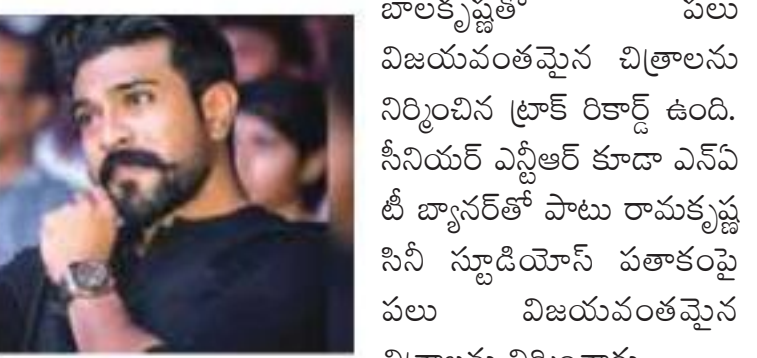 బాలకృష్ణతో పలు
విజయవంతమైన చిత్రాలను
నిర్మించిన ట్రాక్ రికార్డ్ ఉంది.
సీనియర్ ఎన్టీఆర్ కూడా ఎన్ఏ
టీ బ్యానర్‌తో పాటు రామకృష్ణ
సినీ స్టూడియోస్ పతాకంపై
పలు విజయవంతమైన